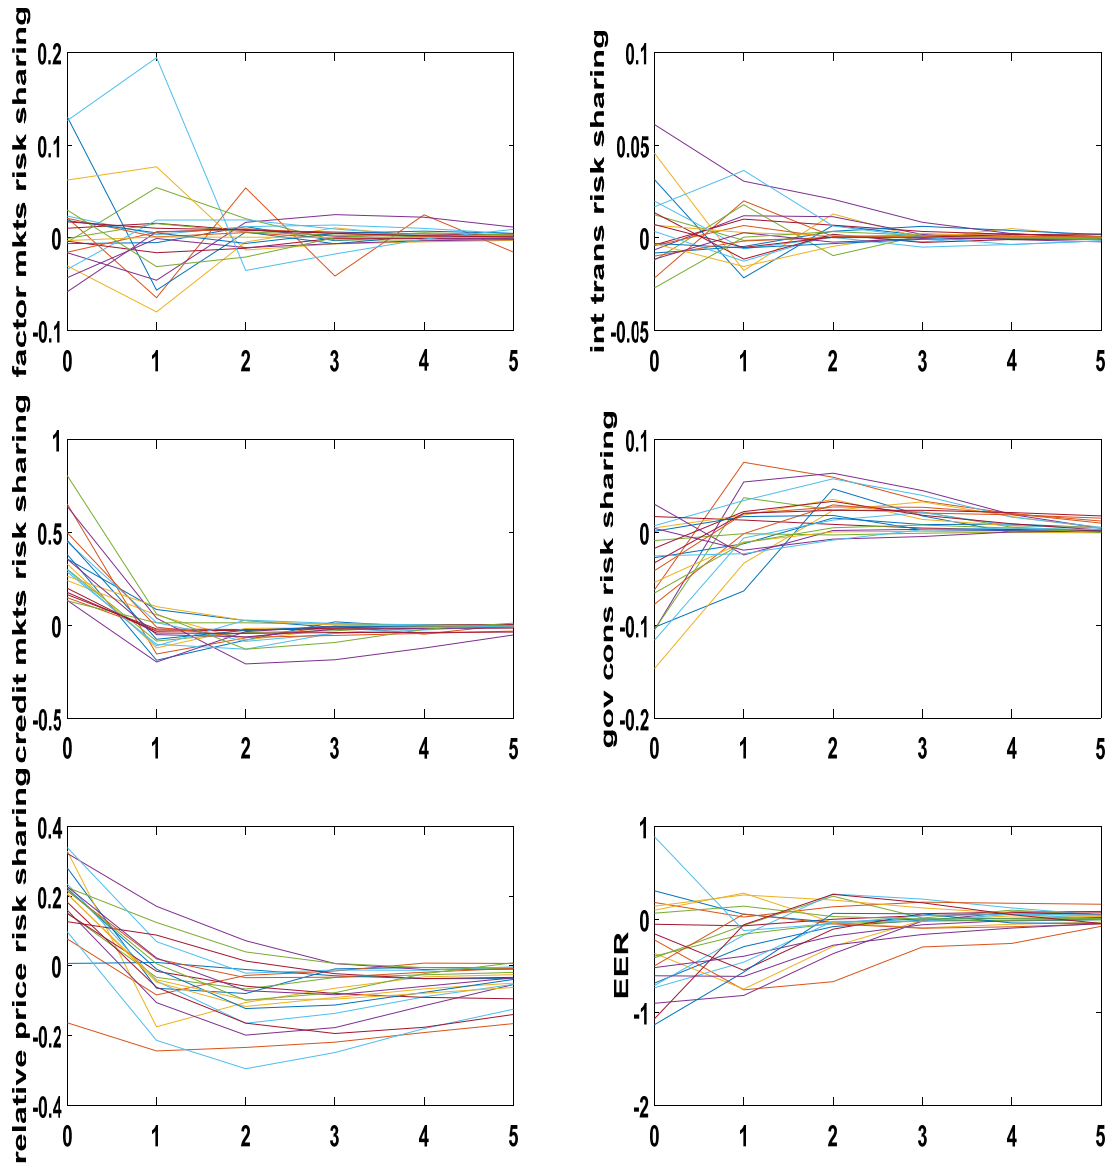 factor mkts risk sharing
0.2
0.1
0
-0.1
0 1 2 3 4 5
int trans risk sharing
0.1
0.05
0
-0.05
0 1 2 3 4 5
credit mkts risk sharing
1
0.5
0
-0.5
0 1 2 3 4 5
gov cons risk sharing
0.1
0
-0.1
-0.2
0 1 2 3 4 5
relative price risk sharing
0.4
0.2
0
-0.2
-0.4
0 1 2 3 4 5
EER
1
0
-1
-2
0 1 2 3 4 5